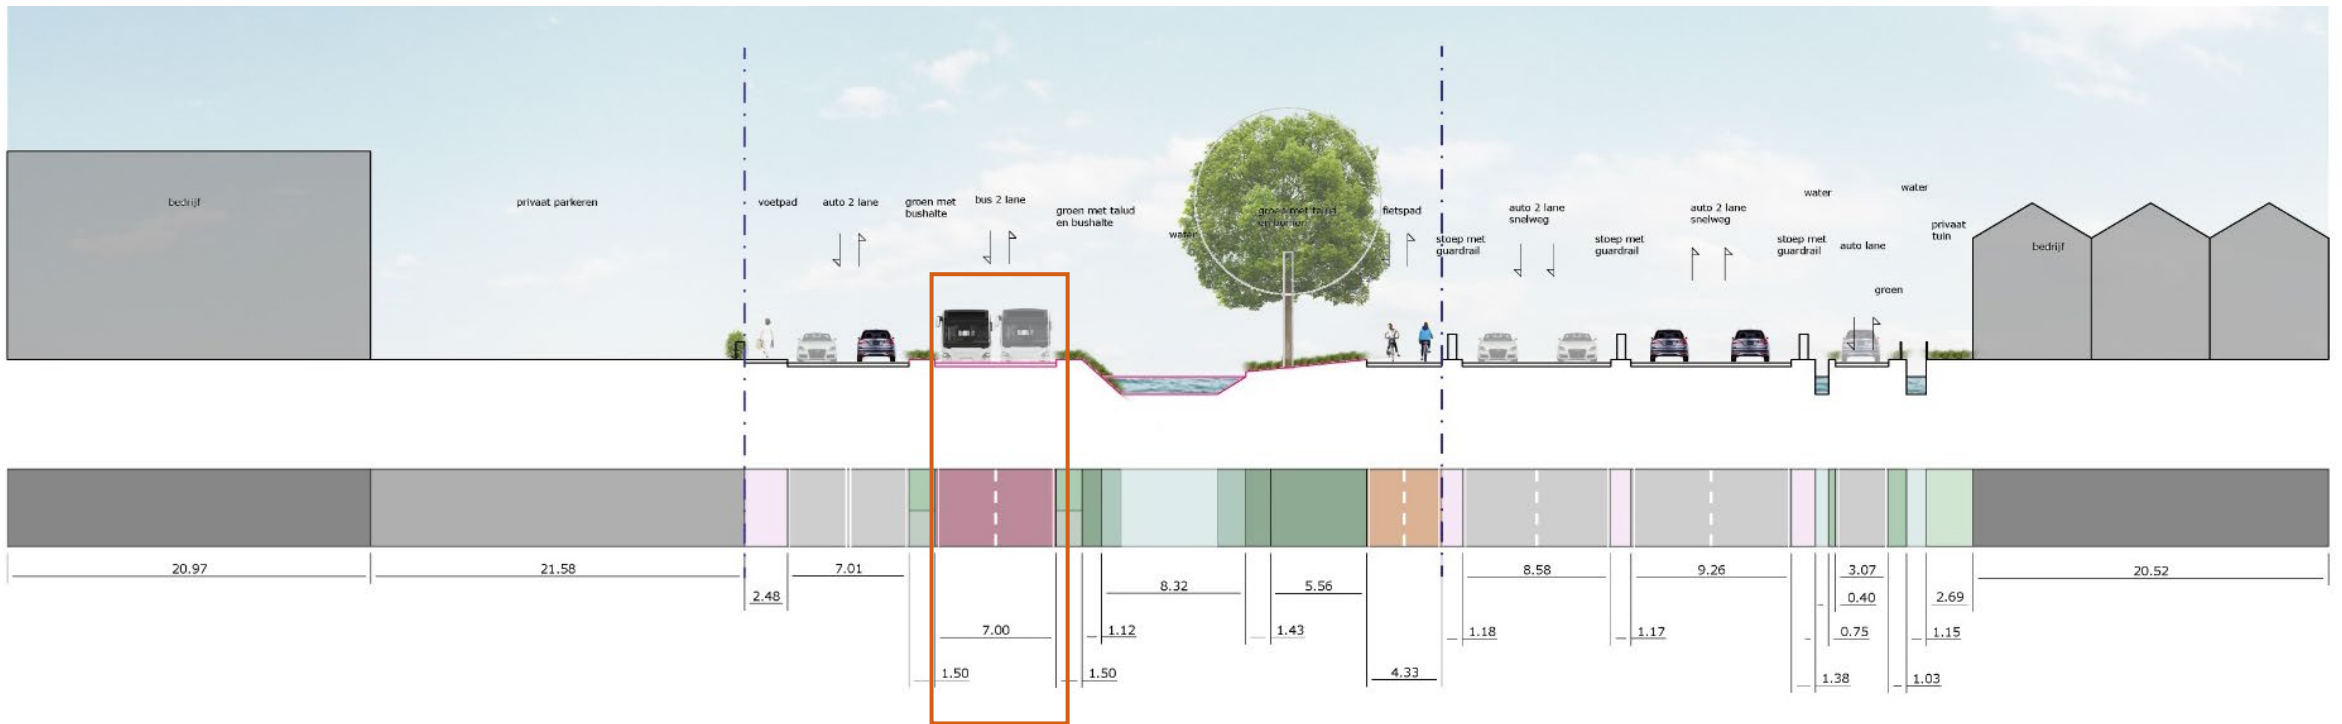 bedrijf
privaat parkeren
voetpad
auto 2 lane
groen met
bushalte
bus 2 lane
groen met talud
en bushalte
water
groen met talud
en bomen
fietspad
stoep met
guardrail
auto 2 lane
snelweg
stoep met
guardrail
auto 2 lane
snelweg
stoep met
guardrail
water
auto lane
groen
water
privaat
tuin
bedrijf
20.97
21.58
2.48
7.01
1.50
7.00
1.50
1.12
8.32
1.43
5.56
4.33
1.18
8.58
1.17
9.26
1.38
0.75
0.40
3.07
1.03
1.15
2.69
20.52